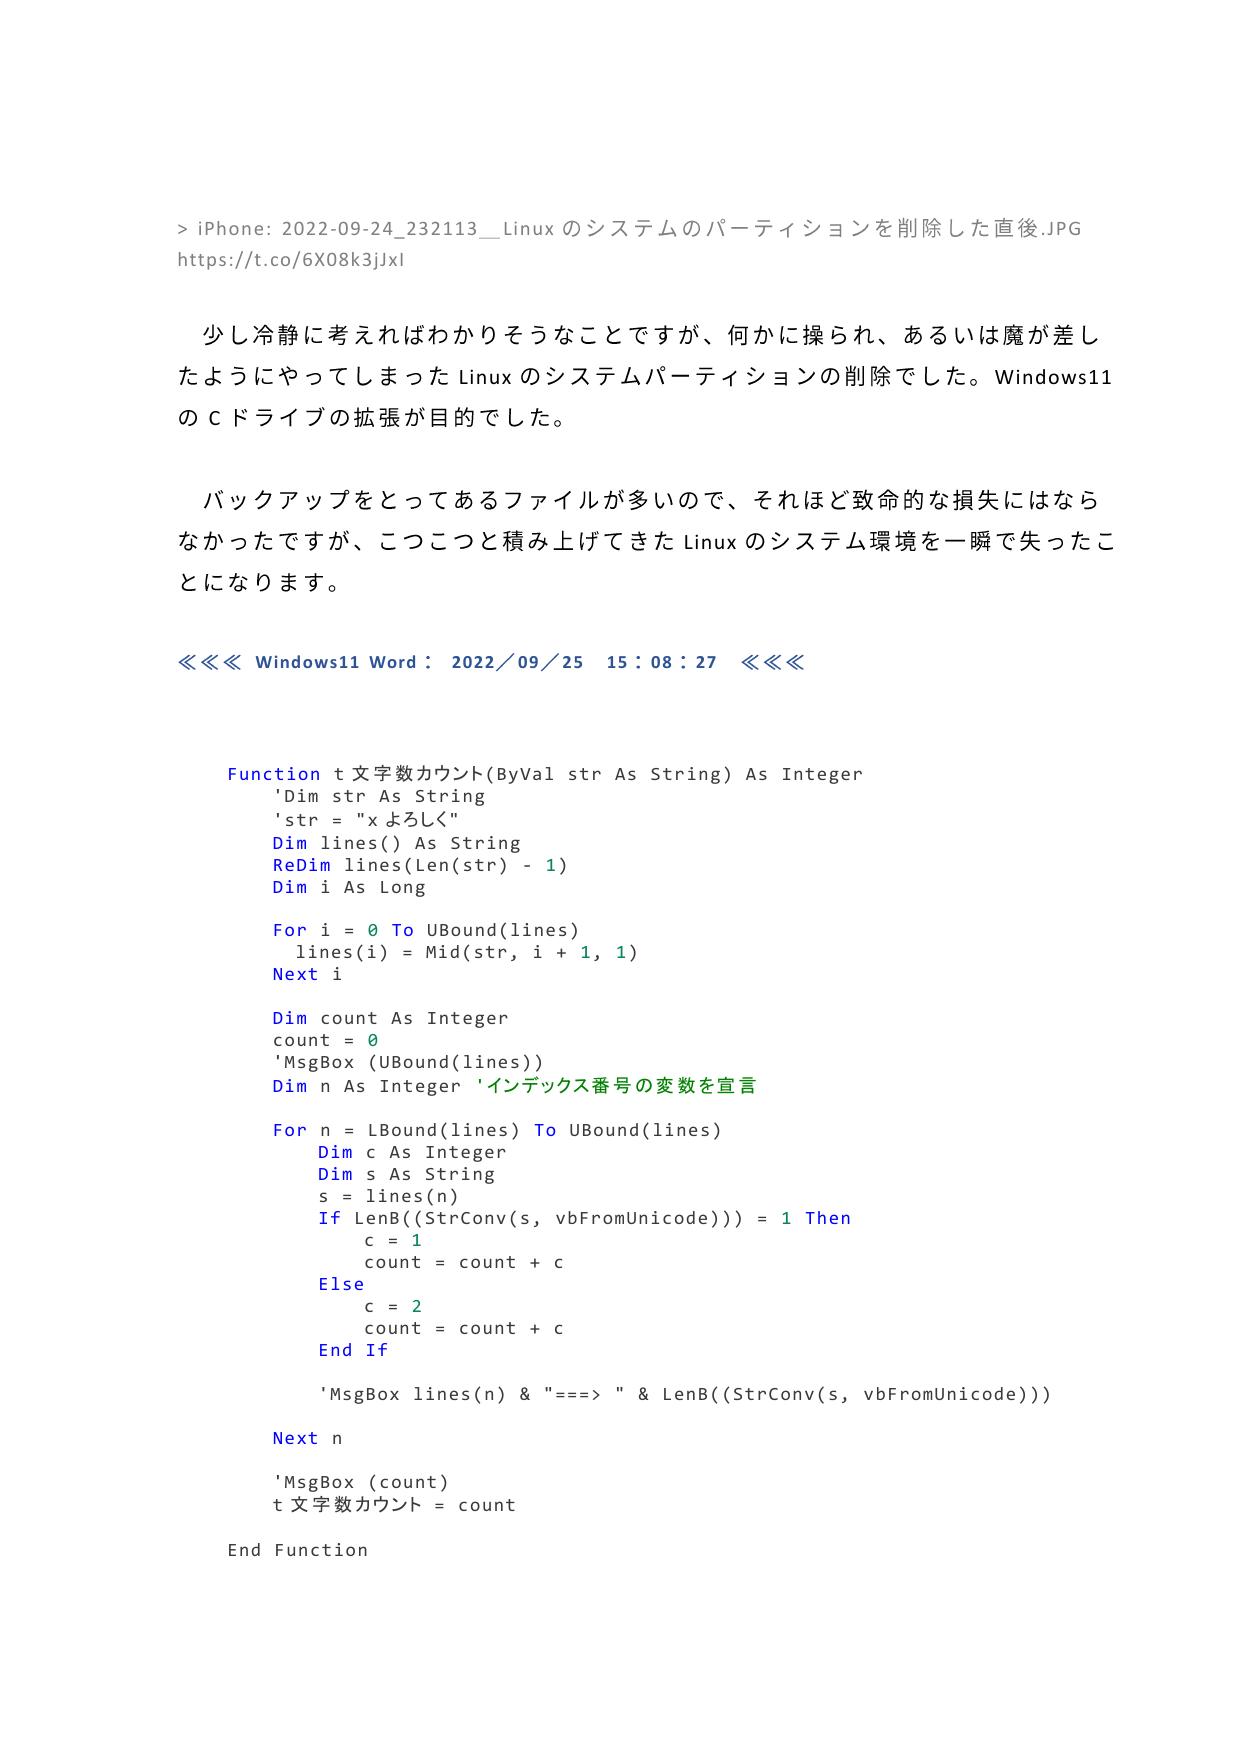 > iPhone: 2022-09-24_232113__Linux のシステムのパーティションを削除した直後.JPG
https://t.co/6X08k3jJxI
少し冷静に考えればわかりそうなことですが、何かに操られ、あるいは魔が差し
たようにやってしまった Linux のシステムパーティションの削除でした。Windows11
の C ドライブの拡張が目的でした。
バックアップをとってあるファイルが多いので、それほど致命的な損失にはなら
なかったですが、こつこつと積み上げてきた Linux のシステム環境を一瞬で失ったこ
とになります。
≪≪≪ Windows11 Word： 2022／09／25 15：08：27 ≪≪≪
Function t文字数カウント(ByVal str As String) As Integer
'Dim str As String
'str = "xよろしく"
Dim lines() As String
ReDim lines(Len(str) - 1)
Dim i As Long
For i = 0 To UBound(lines)
lines(i) = Mid(str, i + 1, 1)
Next i
Dim count As Integer
count = 0
'MsgBox (UBound(lines))
Dim n As Integer 'インデックス番号の変数を宣言
For n = LBound(lines) To UBound(lines)
Dim c As Integer
Dim s As String
s = lines(n)
If LenB((StrConv(s, vbFromUnicode))) = 1 Then
c = 1
count = count + c
Else
c = 2
count = count + c
End If
'MsgBox lines(n) & "===> " & LenB((StrConv(s, vbFromUnicode)))
Next n
'MsgBox (count)
t文字数カウント = count
End Function